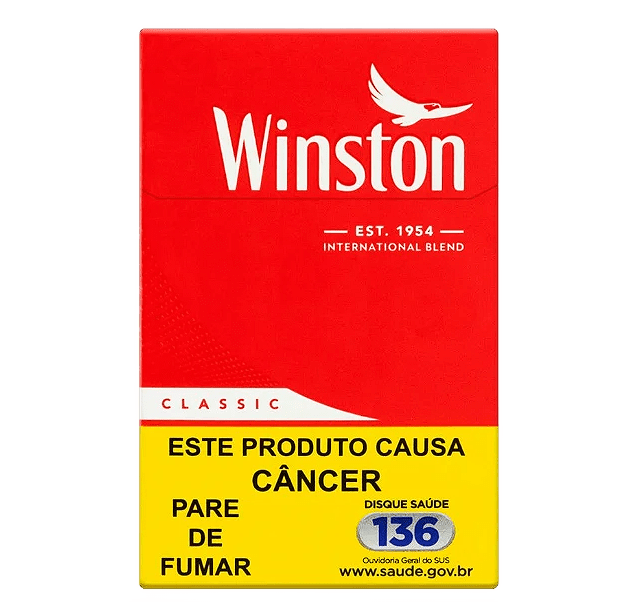 Winston
EST. 1954
INTERNATIONAL BLEND
CLASSIC
ESTE PRODUTO CAUSA
CÂNCER
PARE
DE
FUMAR
DISQUE SAÚDE
136
Ouvidoria Geral do SUS
www.saude.gov.br